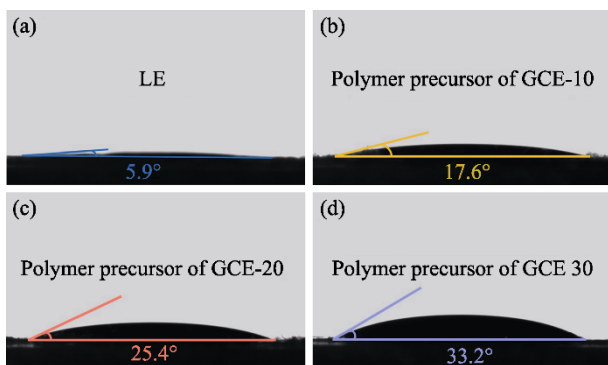 (a)
LE
5.9°
(b)
Polymer precursor of GCE-10
17.6°
(c)
Polymer precursor of GCE-20
25.4°
(d)
Polymer precursor of GCE 30
33.2°